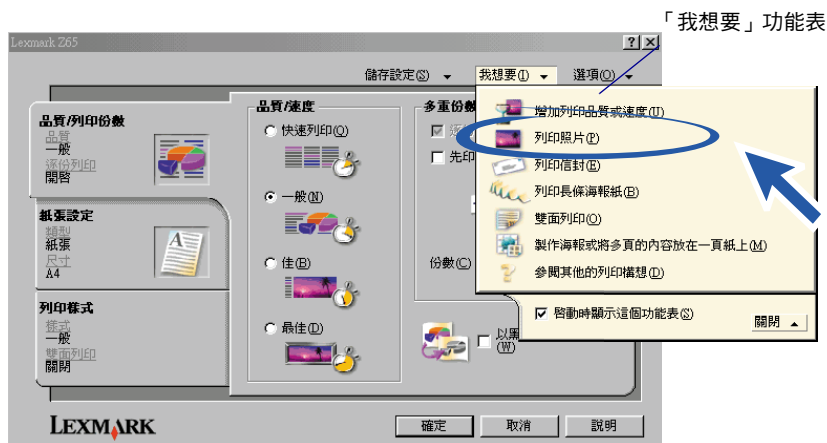 「我想要」功能表
Lexmark Z65
儲存設定(S) 我想要(I) 選項(O)
品質/列印份數
品質
一般
逐份列印
開啓
紙張設定
類型
紙張
尺寸
A4
列印樣式
樣式
一般
雙面列印
關閉
品質/速度
快速列印(Q)
一般(N)
佳(B)
最佳(D)
多重份數
先印
份數(C)
以黑
(W)
增加列印品質或速度(U)
列印照片(P)
列印信封(E)
列印長條海報紙(B)
雙面列印(O)
製作海報或將多頁的內容放在一頁紙上(M)
參閱其他的列印構想(D)
啓動時顯示這個功能表(S)
關閉
LEXMARK
確定 取消 說明